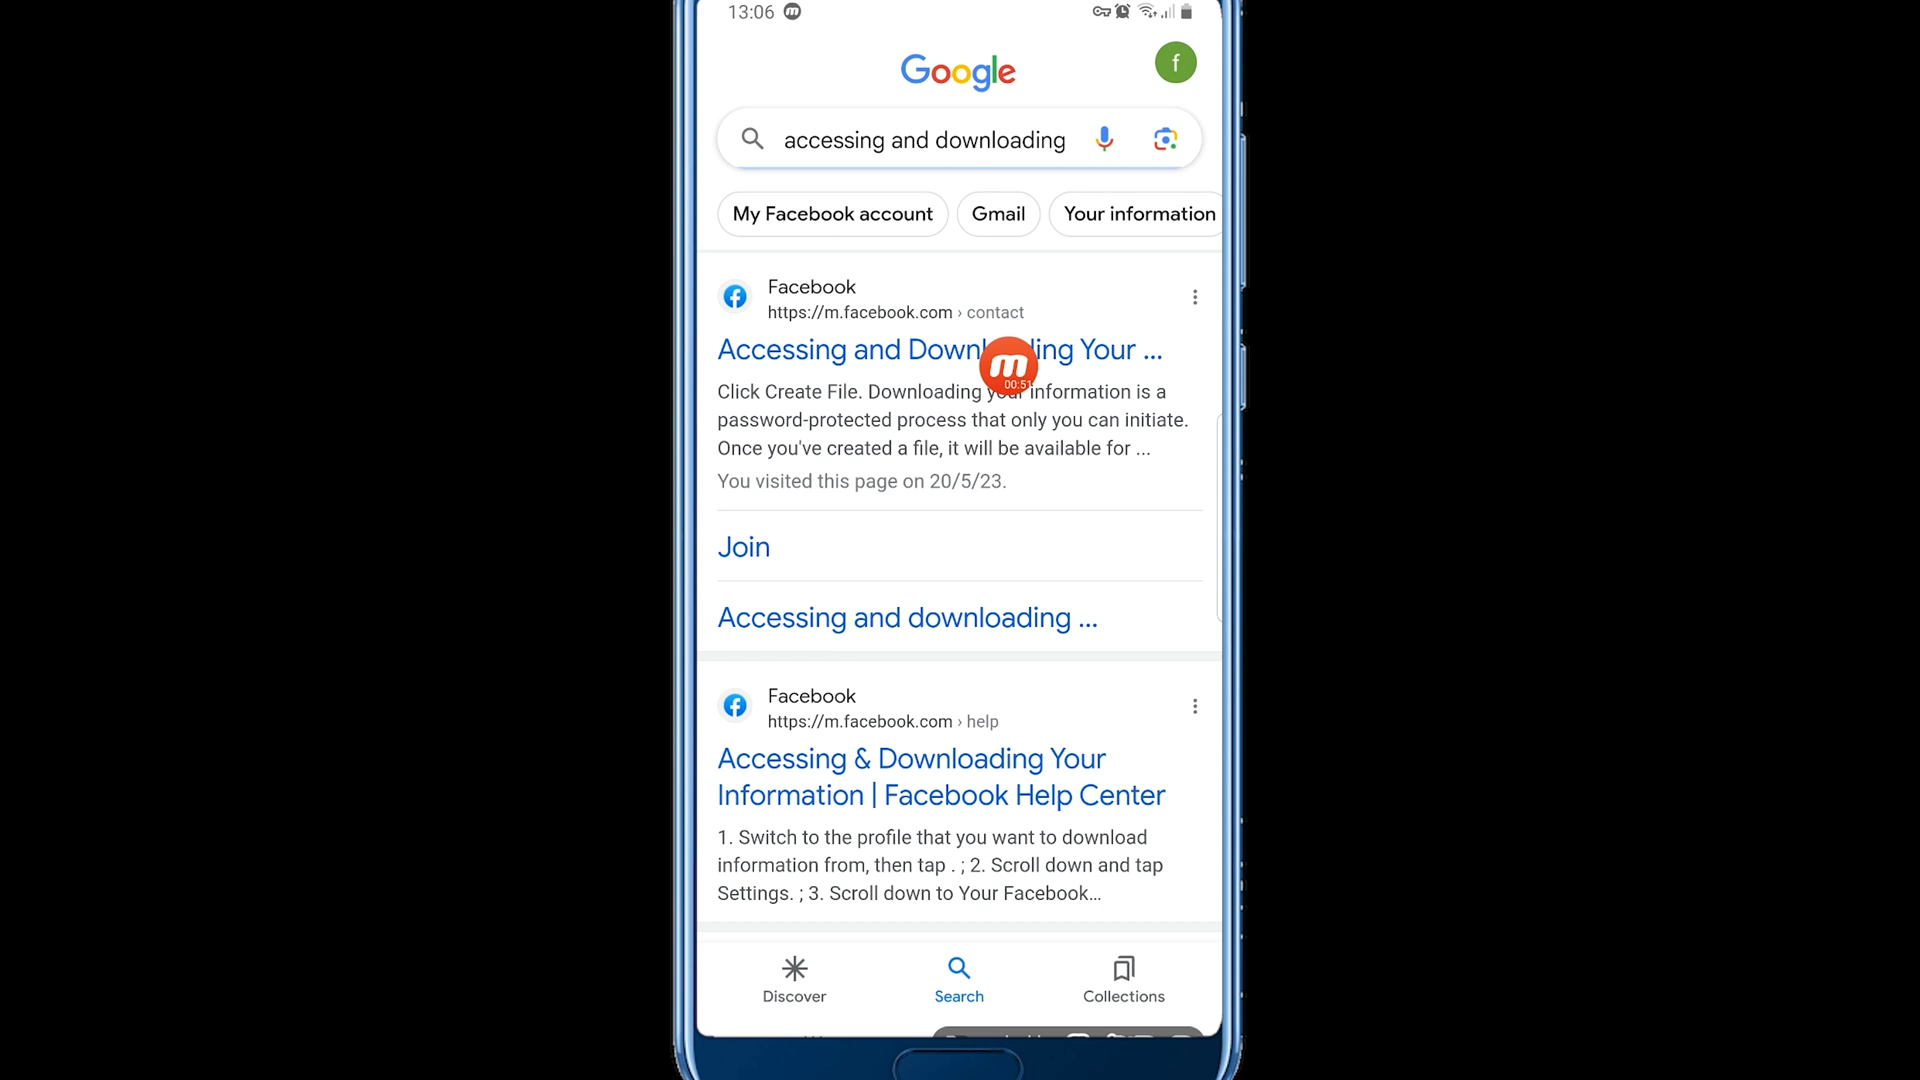 13:06
Google
f
accessing and downloading
My Facebook account
Gmail
Your information
Facebook
https://m.facebook.com › contact
Accessing and Downloading Your ...
m
00:51
Click Create File. Downloading your information is a
password-protected process that only you can initiate.
Once you've created a file, it will be available for ...
You visited this page on 20/5/23.
Join
Accessing and downloading ...
Facebook
https://m.facebook.com › help
Accessing & Downloading Your
Information | Facebook Help Center
1. Switch to the profile that you want to download
information from, then tap . ; 2. Scroll down and tap
Settings. ; 3. Scroll down to Your Facebook...
Discover
Search
Collections